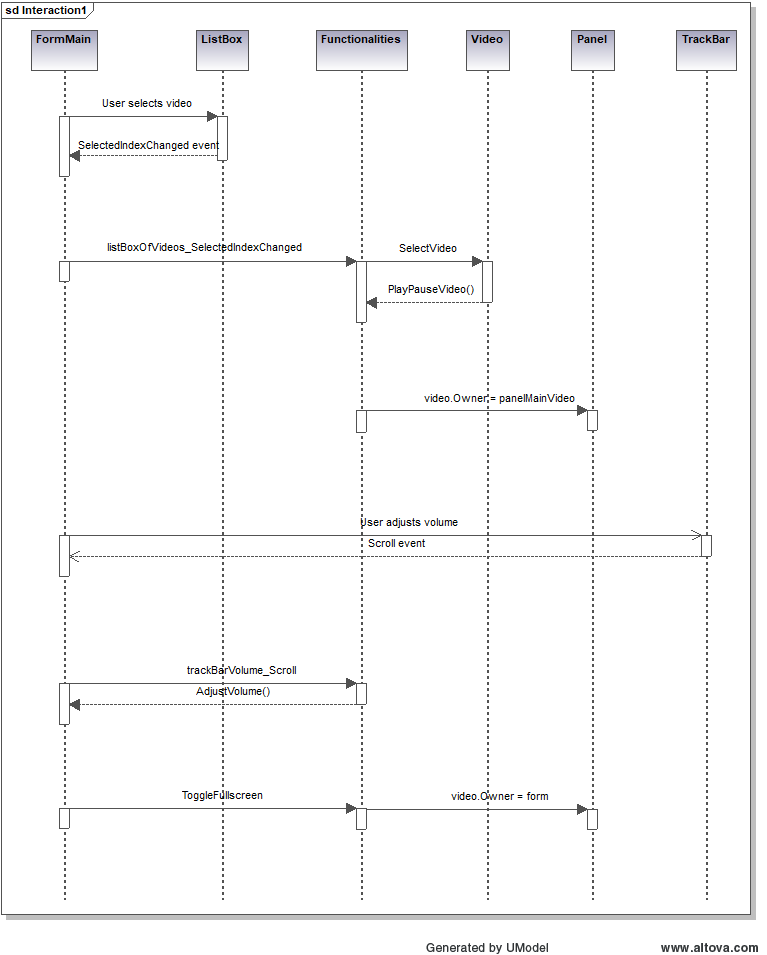 sd Interaction1
FormMain
ListBox
Functionalities
Video
Panel
TrackBar
User selects video
SelectedIndexChanged event
listBoxOfVideos_SelectedIndexChanged
SelectVideo
PlayPauseVideo()
video.Owner = panelMainVideo
User adjusts volume
Scroll event
trackBarVolume_Scroll
AdjustVolume()
ToggleFullscreen
video.Owner = form
Generated by UModel
www.altova.com